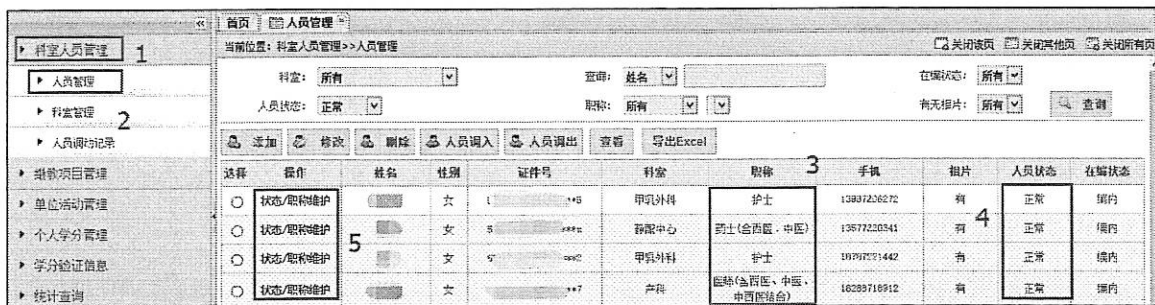 首页 人员管理
科室人员管理 1
当前位置：科室人员管理>>人员管理 关闭该页 关闭其他页 关闭所有页
人员管理
科室： 所有 查询： 姓名 在编状态： 所有
科室管理
2
人员状态： 正常 职称： 所有 有无相片： 所有 查询
人员调动记录
添加 修改 删除 人员调入 人员调出 查看 导出Excel
继教项目管理
选择 操作 姓名 性别 证件号 科室 职称 3 手机 相片 人员状态 在编状态
单位活动管理
状态/职称维护 女 甲乳外科 护士 有 正常 编内
个人学分管理
状态/职称维护 5 女 静配中心 药士(含西医、中医) 有 4 正常 编内
学分验证信息
状态/职称维护 女 甲乳外科 护士 有 正常 编内
统计查询
状态/职称维护 女 产科 医师(含西医、中医、中西医结合) 有 正常 编内